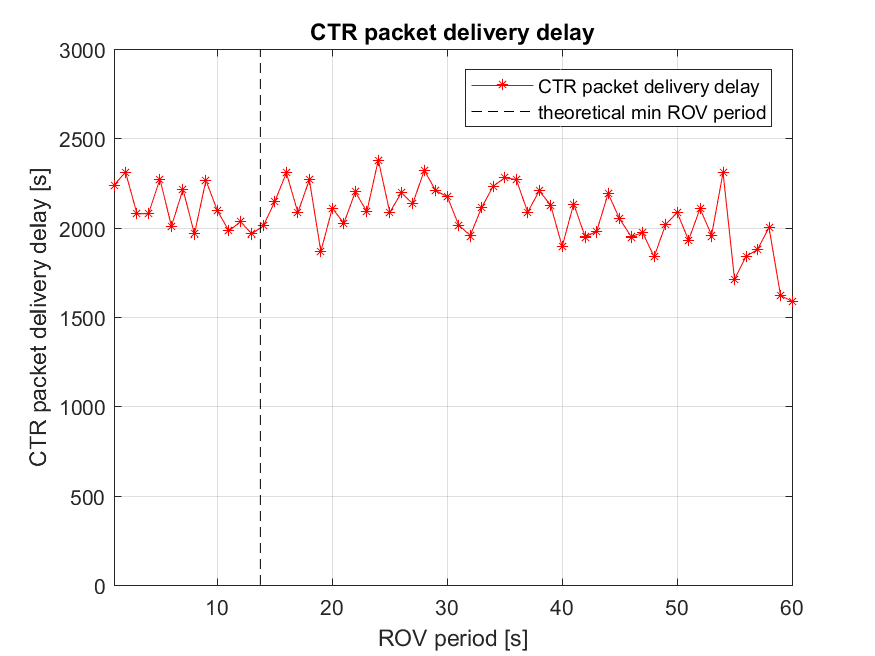 CTR packet delivery delay
3000
2500
2000
1500
1000
500
0
CTR packet delivery delay [s]
CTR packet delivery delay
theoretical min ROV period
10 20 30 40 50 60
ROV period [s]